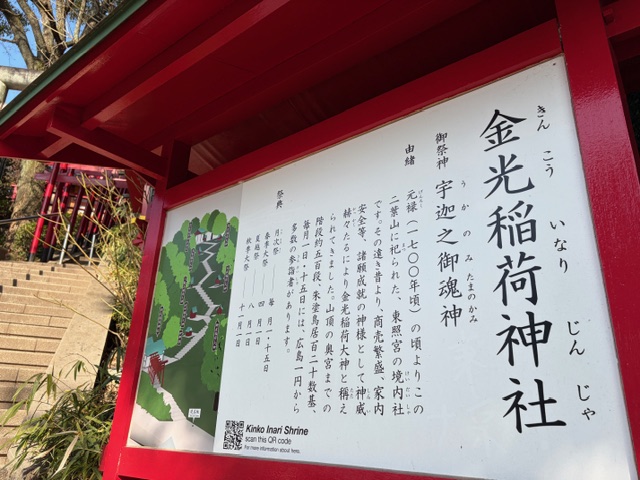 金光稲荷神社
きん こう いなり じん じゃ
御祭神 宇迦之御魂神
うかのみ たまのかみ
由緒
元禄(一七〇〇年頃)の頃よりこの
二葉山に祀られた、東照宮の境内社
です。その遠き昔より、商売繁盛、家内
安全等、諸願成就の神様として神威
赫々たるにより金光稲荷大神と称え
られてきました。山頂の奥宮までの
階段約五百段、朱塗鳥居百二十数基、
毎月一日・十五日には、広島一円から
多数の参詣者があります。
祭典
月次祭 毎月一・十五日
春季大祭 四月 日
夏越祭 八月 日
秋季大祭 十一月一日
Kinko Inari Shrine
scan this QR code
For more information about here.